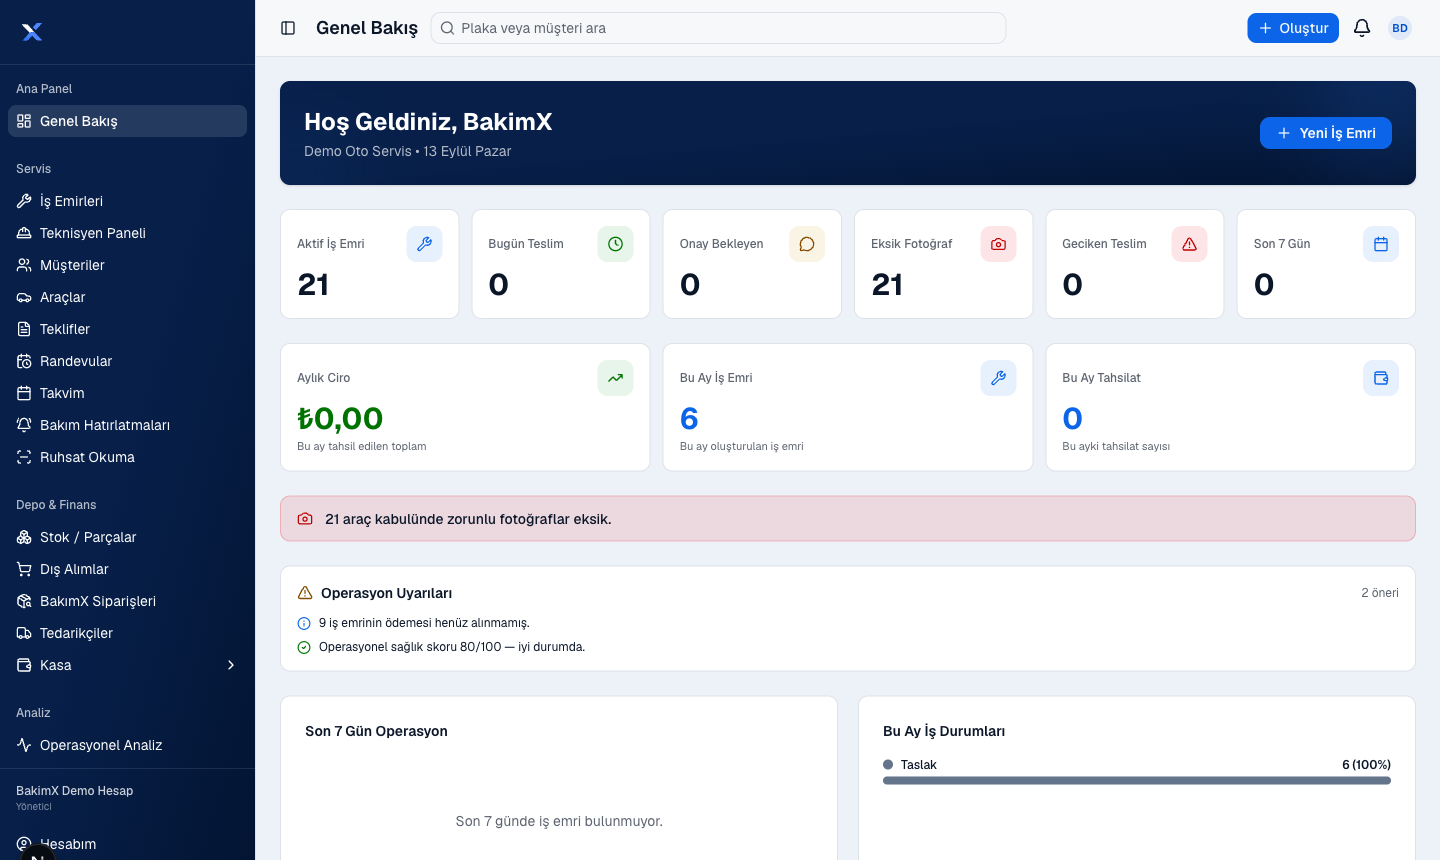 Ana Panel
Genel Bakış
Servis
İş Emirleri
Teknisyen Paneli
Müşteriler
Araçlar
Teklifler
Randevular
Takvim
Bakım Hatırlatmaları
Ruhsat Okuma
Depo & Finans
Stok / Parçalar
Dış Alımlar
BakımX Siparişleri
Tedarikçiler
Kasa
Analiz
Operasyonel Analiz
BakimX Demo Hesap
Yönetici
Hesabım
Genel Bakış
Plaka veya müşteri ara
Oluştur
BD
Hoş Geldiniz, BakimX
Demo Oto Servis • 13 Eylül Pazar
Yeni İş Emri
Aktif İş Emri
21
Bugün Teslim
0
Onay Bekleyen
0
Eksik Fotoğraf
21
Geciken Teslim
0
Son 7 Gün
0
Aylık Ciro
₺0,00
Bu ay tahsil edilen toplam
Bu Ay İş Emri
6
Bu ay oluşturulan iş emri
Bu Ay Tahsilat
0
Bu ayki tahsilat sayısı
21 araç kabulünde zorunlu fotoğraflar eksik.
Operasyon Uyarıları
2 öneri
9 iş emrinin ödemesi henüz alınmamış.
Operasyonel sağlık skoru 80/100 — iyi durumda.
Son 7 Gün Operasyon
Son 7 günde iş emri bulunmuyor.
Bu Ay İş Durumları
Taslak
6 (100%)